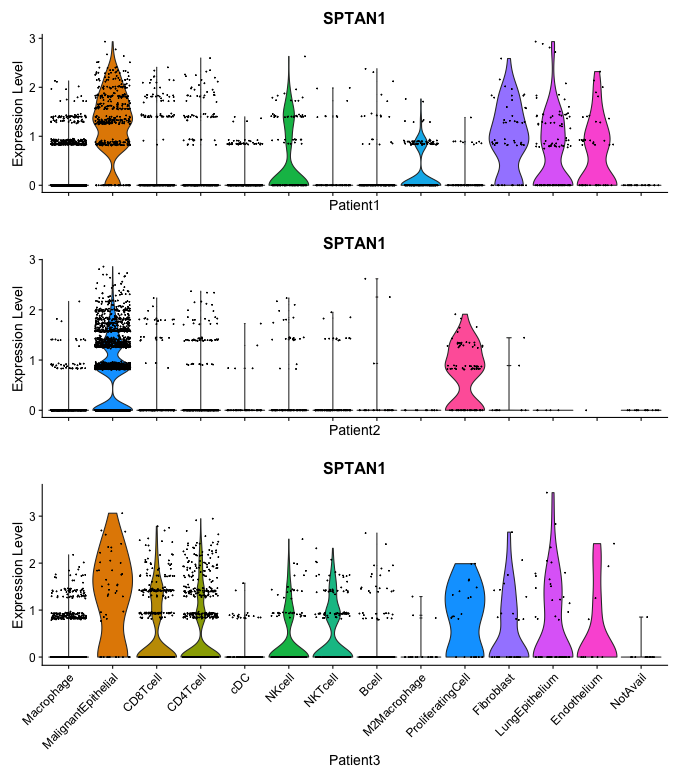 SPTAN1
Expression Level
3
2
1
0
Patient1
SPTAN1
Expression Level
3
2
1
0
Patient2
SPTAN1
Expression Level
3
2
1
0
Macrophage
MalignantEpithelial
CD8Tcell
CD4Tcell
cDC
NKcell
NKTcell
Bcell
M2Macrophage
ProliferatingCell
Fibroblast
LungEpithelium
Endothelium
NotAvail
Patient3